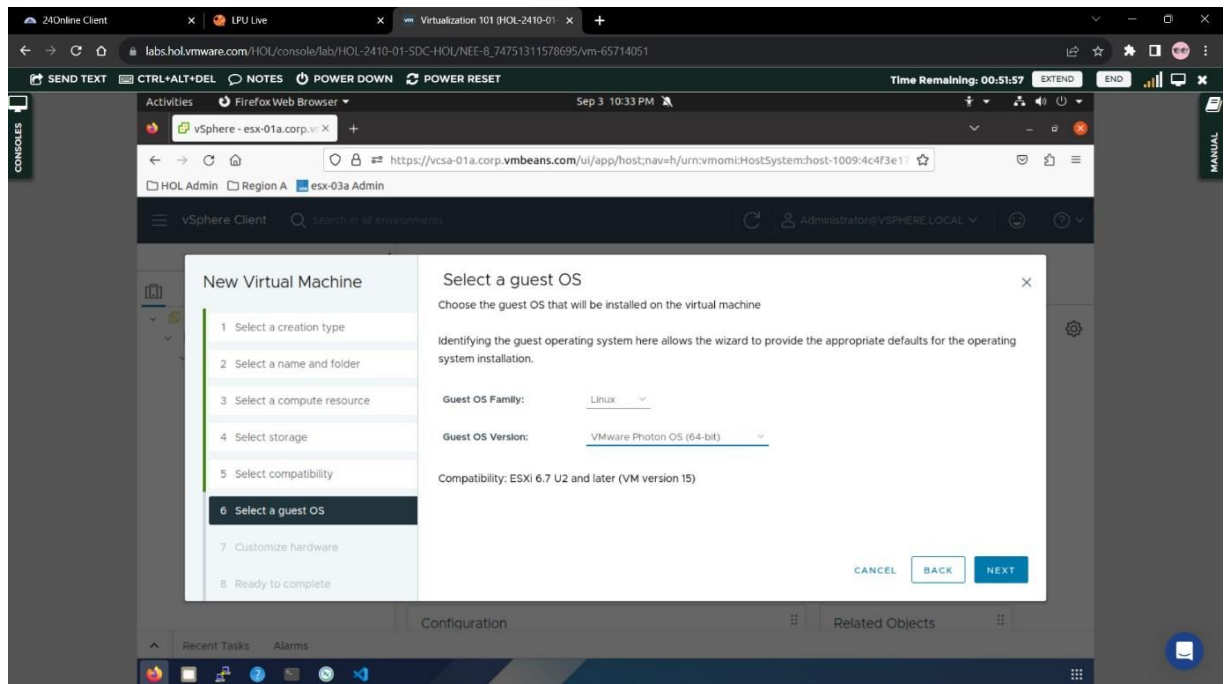 24Online Client
LPU Live
Virtualization 101 (HOL-2410-01-
labs.hol.vmware.com/HOL/console/lab/HOL-2410-01-SDC-HOL/NEE-8_74751311578695/vm-65714051
SEND TEXT CTRL+ALT+DEL NOTES POWER DOWN POWER RESET Time Remaining: 00:51:57 EXTEND END
CONSOLES
MANUAL
Activities Firefox Web Browser Sep 3 10:33 PM
vSphere - esx-01a.corp.v
https://vcsa-01a.corp.vmbeans.com/ui/app/host;nav=h/urn:vmomi:HostSystem:host-1009:4c4f3e17
HOL Admin Region A esx-03a Admin
vSphere Client Search in all environments Administrator@VSPHERE.LOCAL
New Virtual Machine
1 Select a creation type
2 Select a name and folder
3 Select a compute resource
4 Select storage
5 Select compatibility
6 Select a guest OS
7 Customize hardware
8 Ready to complete
Select a guest OS
Choose the guest OS that will be installed on the virtual machine
Identifying the guest operating system here allows the wizard to provide the appropriate defaults for the operating
system installation.
Guest OS Family: Linux
Guest OS Version: VMware Photon OS (64-bit)
Compatibility: ESXi 6.7 U2 and later (VM version 15)
CANCEL BACK NEXT
Configuration Related Objects
Recent Tasks Alarms